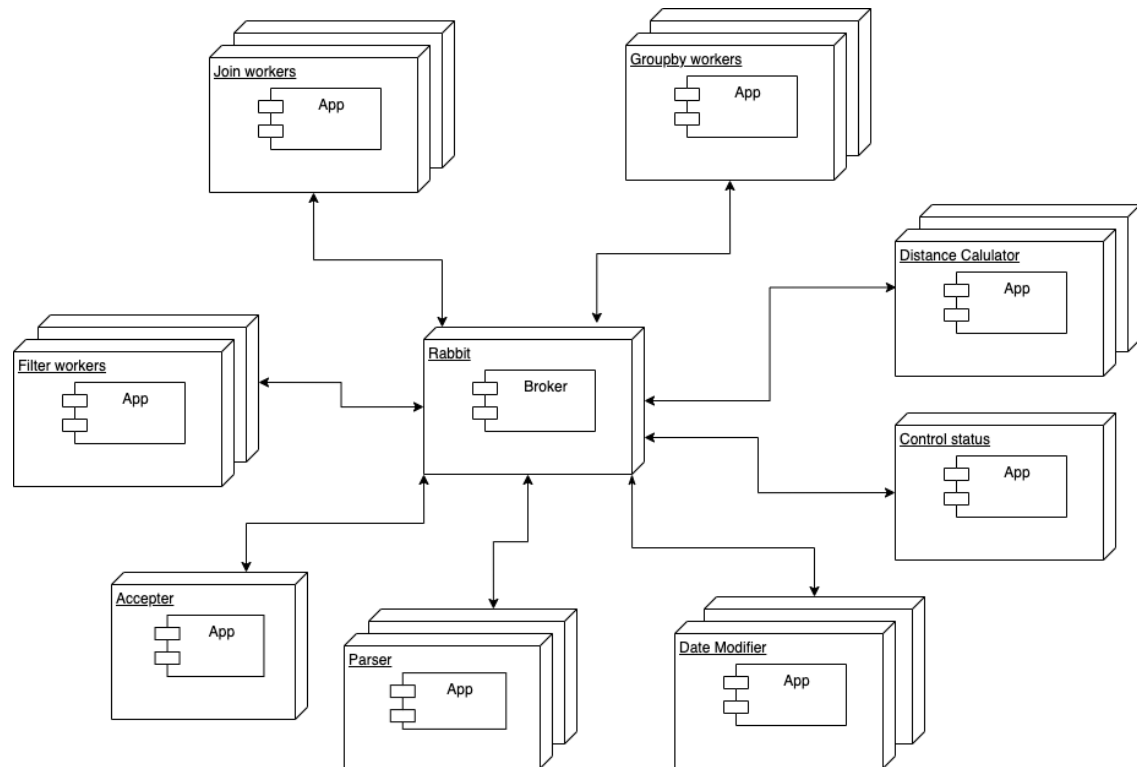 Join workers
App
Groupby workers
App
Distance Calulator
App
Rabbit
Broker
Filter workers
App
Control status
App
Accepter
App
Parser
App
Date Modifier
App